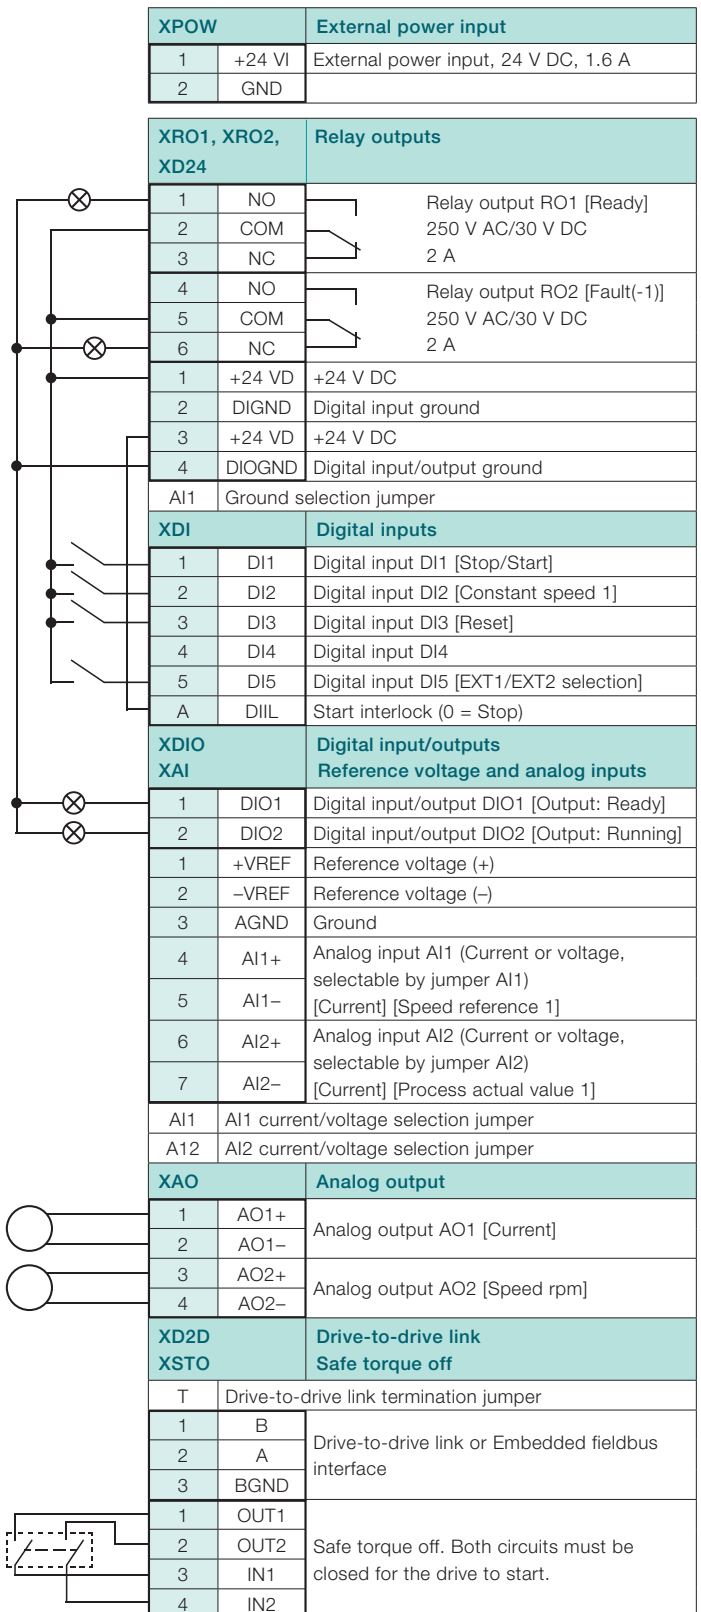 XPOW External power input
1 +24 VI External power input, 24 V DC, 1.6 A
2 GND
XRO1, XRO2, Relay outputs
XD24
1 NO Relay output RO1 [Ready]
2 COM 250 V AC/30 V DC
3 NC 2 A
4 NO Relay output RO2 [Fault(-1)]
5 COM 250 V AC/30 V DC
6 NC 2 A
1 +24 VD +24 V DC
2 DIGND Digital input ground
3 +24 VD +24 V DC
4 DIOGND Digital input/output ground
AI1 Ground selection jumper
XDI Digital inputs
1 DI1 Digital input DI1 [Stop/Start]
2 DI2 Digital input DI2 [Constant speed 1]
3 DI3 Digital input DI3 [Reset]
4 DI4 Digital input DI4
5 DI5 Digital input DI5 [EXT1/EXT2 selection]
A DIIL Start interlock (0 = Stop)
XDIO Digital input/outputs
XAI Reference voltage and analog inputs
1 DIO1 Digital input/output DIO1 [Output: Ready]
2 DIO2 Digital input/output DIO2 [Output: Running]
1 +VREF Reference voltage (+)
2 –VREF Reference voltage (–)
3 AGND Ground
4 AI1+ Analog input AI1 (Current or voltage,
selectable by jumper AI1)
5 AI1– [Current] [Speed reference 1]
6 AI2+ Analog input AI2 (Current or voltage,
selectable by jumper AI2)
7 AI2– [Current] [Process actual value 1]
AI1 AI1 current/voltage selection jumper
A12 AI2 current/voltage selection jumper
XAO Analog output
1 AO1+ Analog output AO1 [Current]
2 AO1–
3 AO2+ Analog output AO2 [Speed rpm]
4 AO2–
XD2D Drive-to-drive link
XSTO Safe torque off
T Drive-to-drive link termination jumper
1 B Drive-to-drive link or Embedded fieldbus
2 A interface
3 BGND
1 OUT1
2 OUT2 Safe torque off. Both circuits must be
3 IN1 closed for the drive to start.
4 IN2